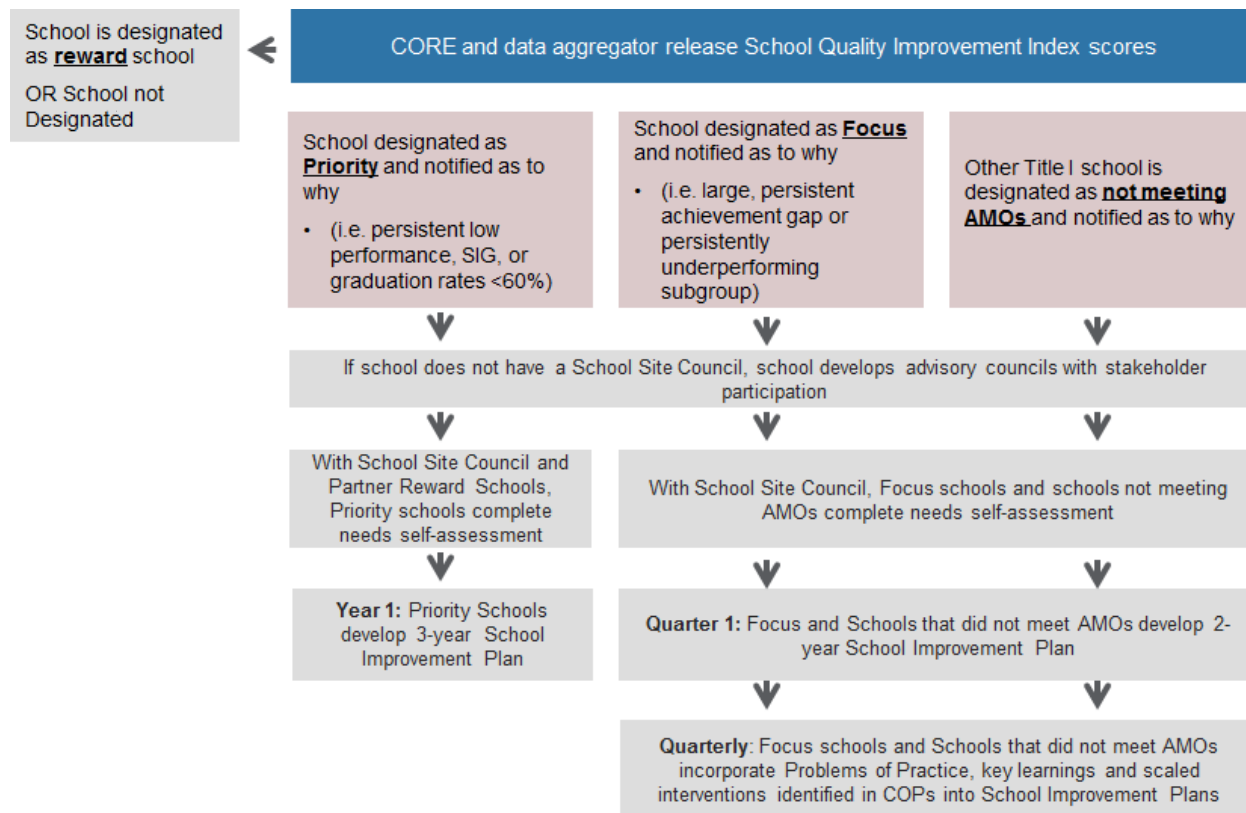 School is designated
as reward school
OR School not
Designated
CORE and data aggregator release School Quality Improvement Index scores
School designated as
Priority and notified as to
why
• (i.e. persistent low
performance, SIG, or
graduation rates <60%)
School designated as Focus
and notified as to why
• (i.e. large, persistent
achievement gap or
persistently
underperforming
subgroup)
Other Title I school is
designated as not meeting
AMOs and notified as to why
If school does not have a School Site Council, school develops advisory councils with stakeholder
participation
With School Site Council and
Partner Reward Schools,
Priority schools complete
needs self-assessment
With School Site Council, Focus schools and schools not meeting
AMOs complete needs self-assessment
Year 1: Priority Schools
develop 3-year School
Improvement Plan
Quarter 1: Focus and Schools that did not meet AMOs develop 2-
year School Improvement Plan
Quarterly: Focus schools and Schools that did not meet AMOs
incorporate Problems of Practice, key learnings and scaled
interventions identified in COPs into School Improvement Plans